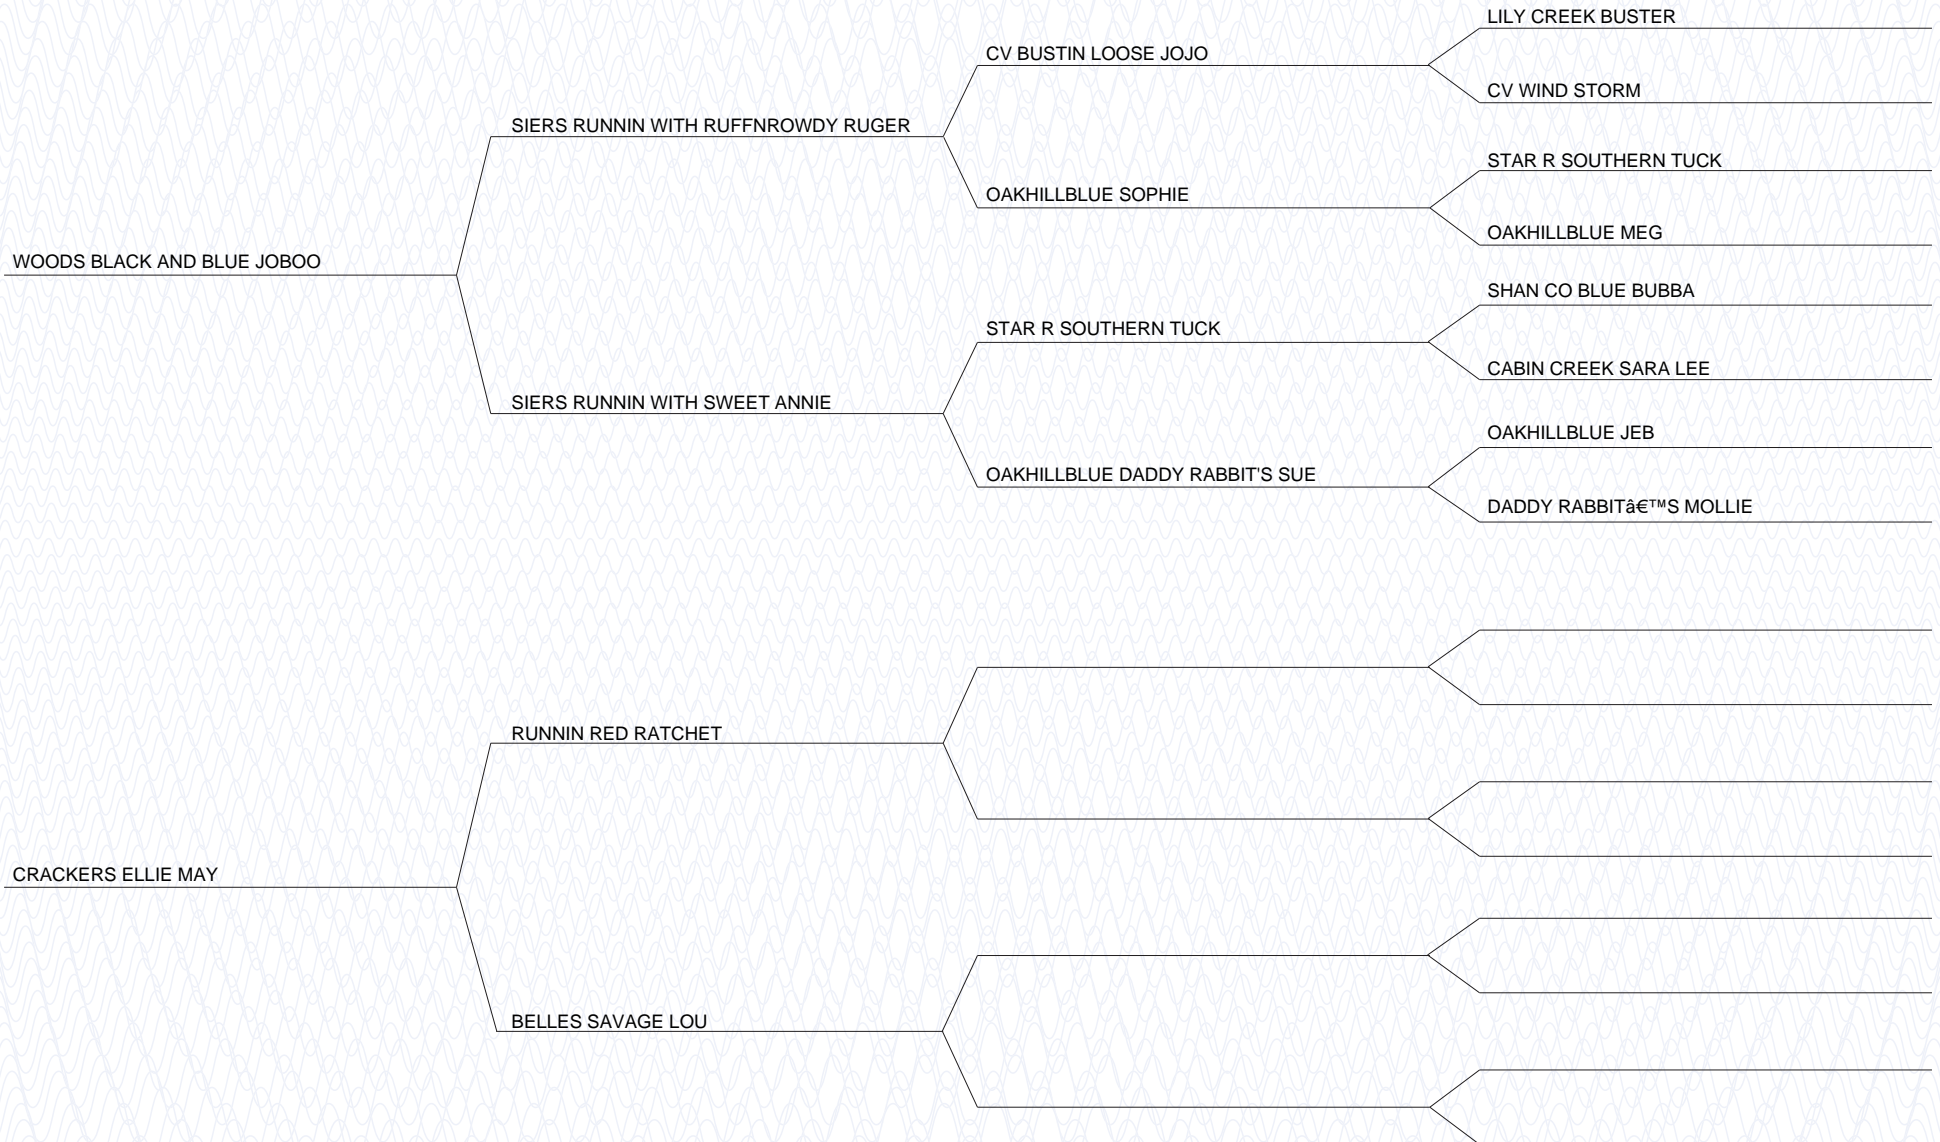 LILY CREEK BUSTER
CV BUSTIN LOOSE JOJO
CV WIND STORM
SIERS RUNNIN WITH RUFFNROWDY RUGER
STAR R SOUTHERN TUCK
OAKHILLBLUE SOPHIE
OAKHILLBLUE MEG
WOODS BLACK AND BLUE JOBOO
SHAN CO BLUE BUBBA
STAR R SOUTHERN TUCK
CABIN CREEK SARA LEE
SIERS RUNNIN WITH SWEET ANNIE
OAKHILLBLUE JEB
OAKHILLBLUE DADDY RABBIT'S SUE
DADDY RABBITâ€™S MOLLIE
RUNNIN RED RATCHET
CRACKERS ELLIE MAY
BELLES SAVAGE LOU